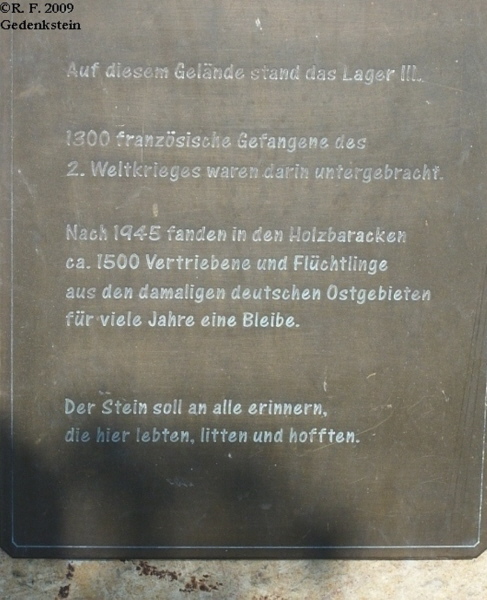 ©R. F. 2009
Gedenkstein
Auf diesem Gelände stand das Lager III.
1300 französische Gefangene des
2. Weltkrieges waren darin untergebracht.
Nach 1945 fanden in den Holzbaracken
ca. 1500 Vertriebene und Flüchtlinge
aus den damaligen deutschen Ostgebieten
für viele Jahre eine Bleibe.
Der Stein soll an alle erinnern,
die hier lebten, litten und hofften.